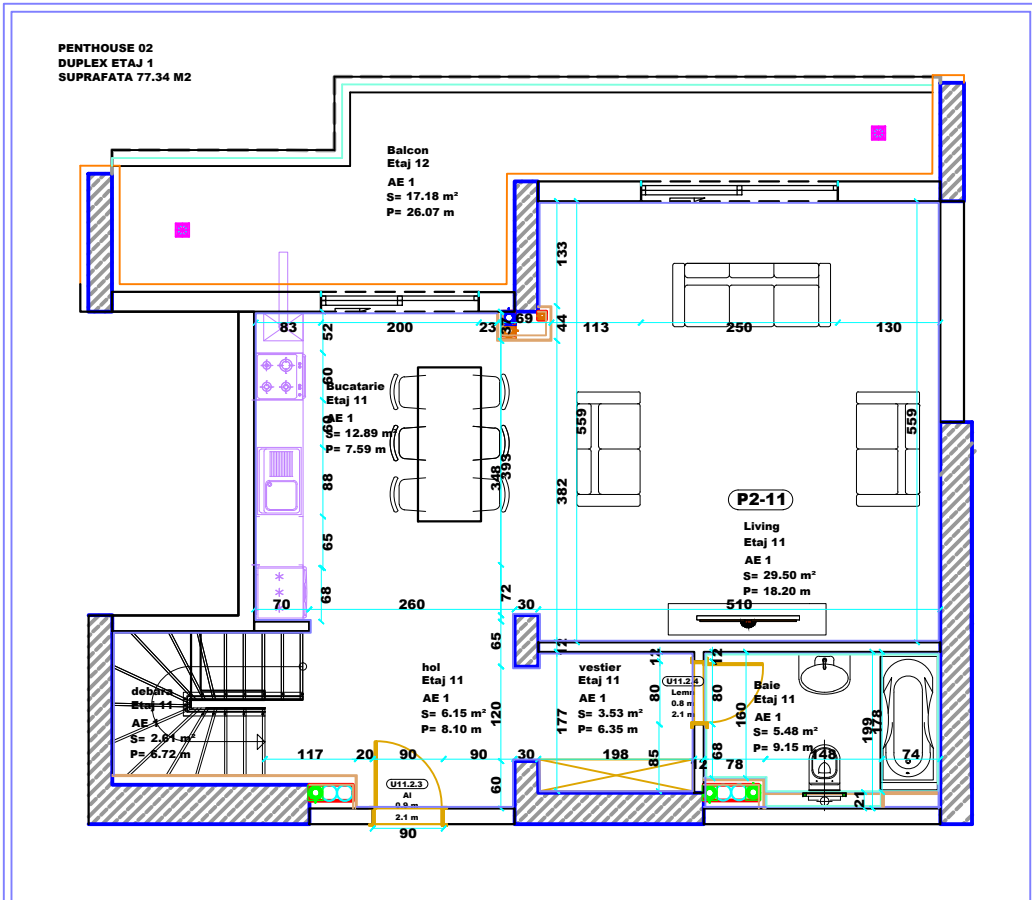 PENTHOUSE 02
DUPLEX ETAJ 1
SUPRAFATA 77.34 M2
Balcon
Etaj 12
AE 1
S= 17.18 m²
P= 26.07 m
133
83
200
23
69
44
113
250
130
52
60
Bucatarie
Etaj 11
AE 1
S= 12.89 m²
P= 7.59 m
69
88
65
68
348
393
382
559
559
P2-11
Living
Etaj 11
AE 1
S= 29.50 m²
P= 18.20 m
72
70
260
30
510
65
12
12
12
debara
Etaj 11
AE 1
S= 2.61 m²
P= 6.72 m
hol
Etaj 11
AE 1
S= 6.15 m²
P= 8.10 m
120
177
vestier
Etaj 11
AE 1
S= 3.53 m²
P= 6.35 m
80
U11.2.4
Lemn
0.8 m
2.1 m
80
160
Baie
Etaj 11
AE 1
S= 5.48 m²
P= 9.15 m
199
178
117
20
90
90
30
198
85
12
68
78
148
74
60
21
U11.2.3
Al
0.9 m
2.1 m
90